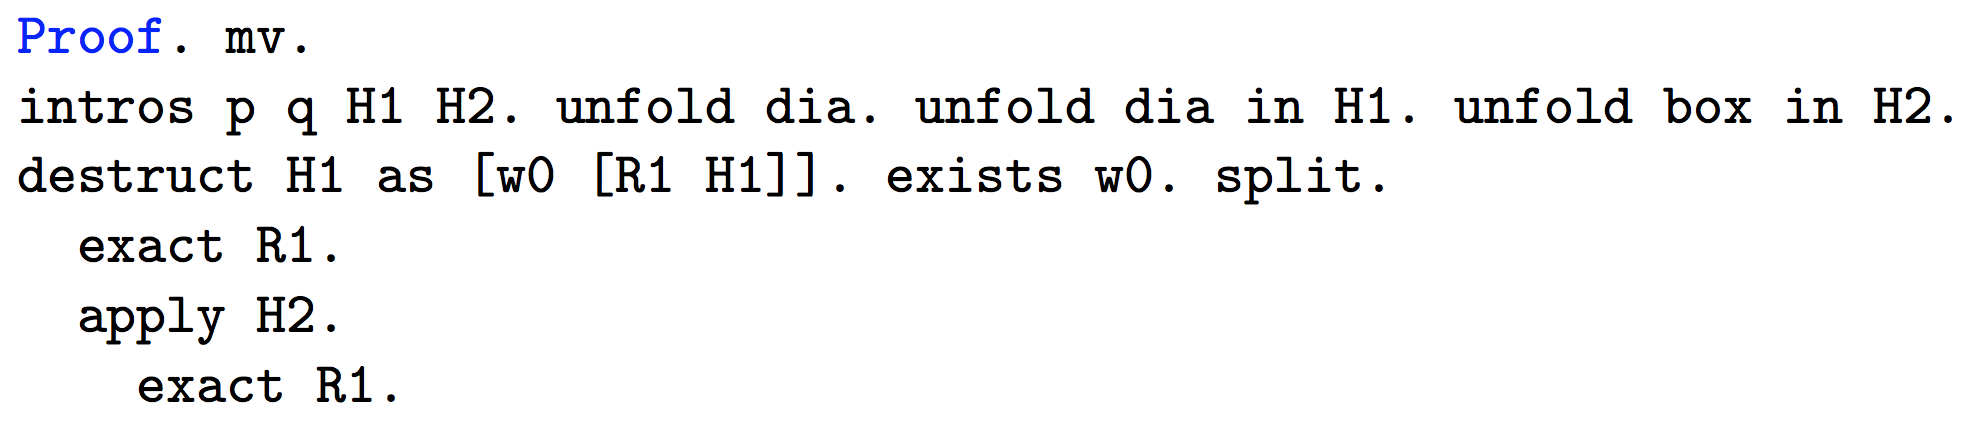 Proof. mv.
intros p q H1 H2. unfold dia. unfold dia in H1. unfold box in H2.
destruct H1 as [w0 [R1 H1]]. exists w0. split.
  exact R1.
  apply H2.
    exact R1.